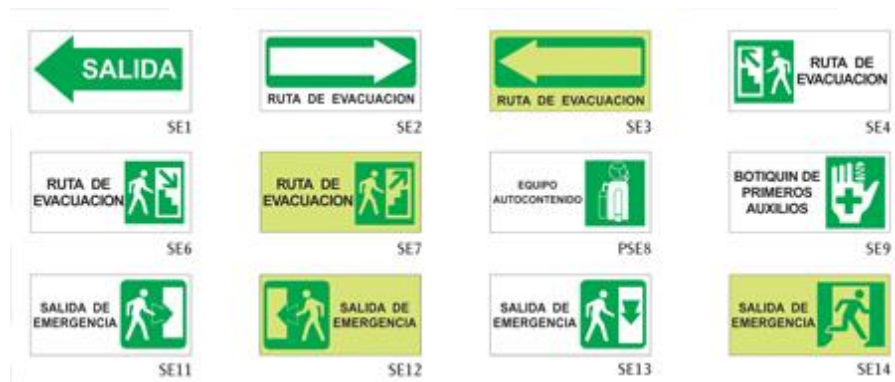 SALIDA
SE1
RUTA DE EVACUACION
SE2
RUTA DE EVACUACION
SE3
RUTA DE
EVACUACION
SE4
RUTA DE
EVACUACION
SE6
RUTA DE
EVACUACION
SE7
EQUIPO
AUTOCONTENIDO
PSE8
BOTIQUIN DE
PRIMEROS
AUXILIOS
SE9
SALIDA DE
EMERGENCIA
SE11
SALIDA DE
EMERGENCIA
SE12
SALIDA DE
EMERGENCIA
SE13
SALIDA DE
EMERGENCIA
SE14